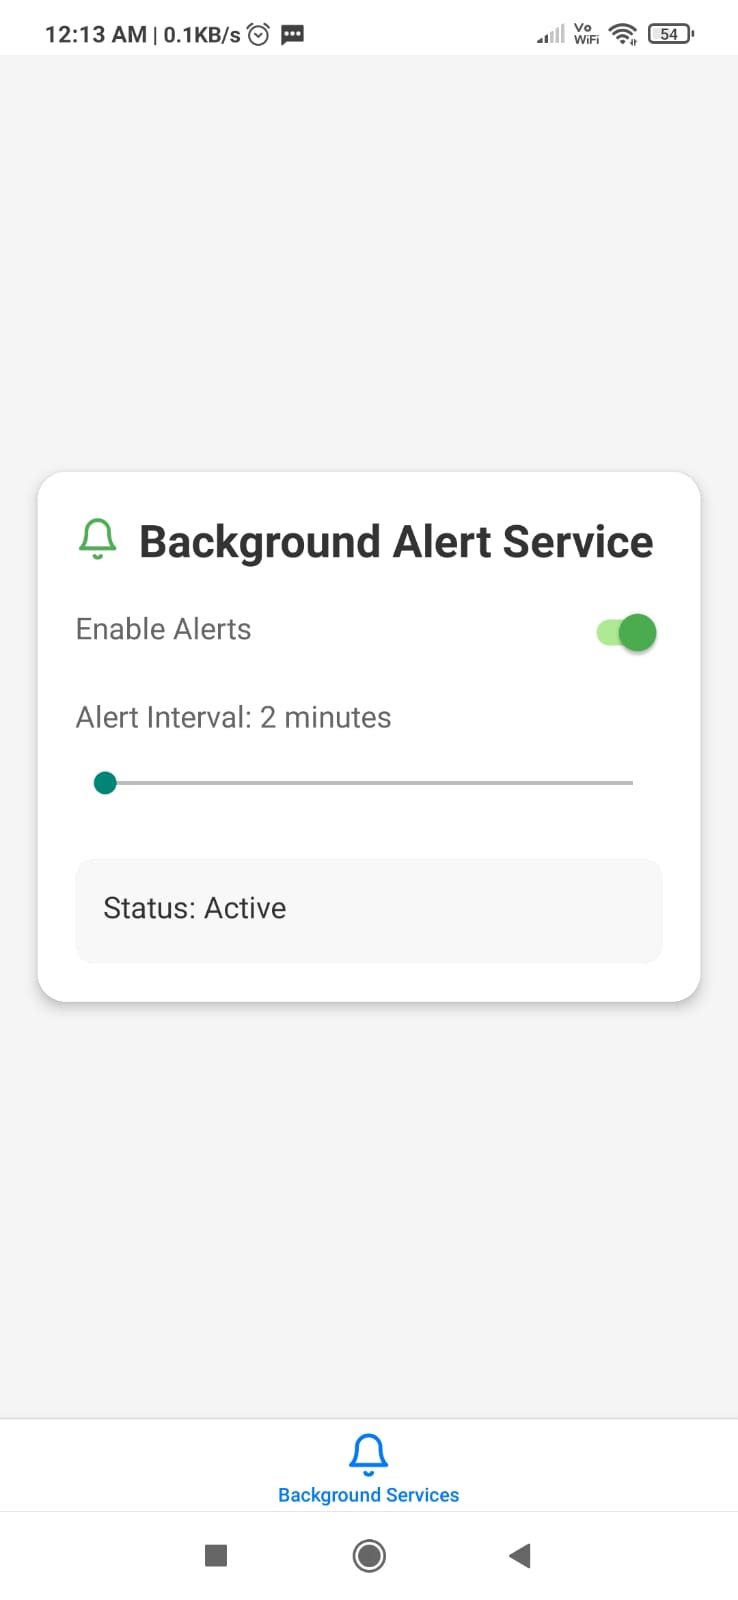 12:13 AM | 0.1KB/s
Vo
WiFi
54
Background Alert Service
Enable Alerts
Alert Interval: 2 minutes
Status: Active
Background Services